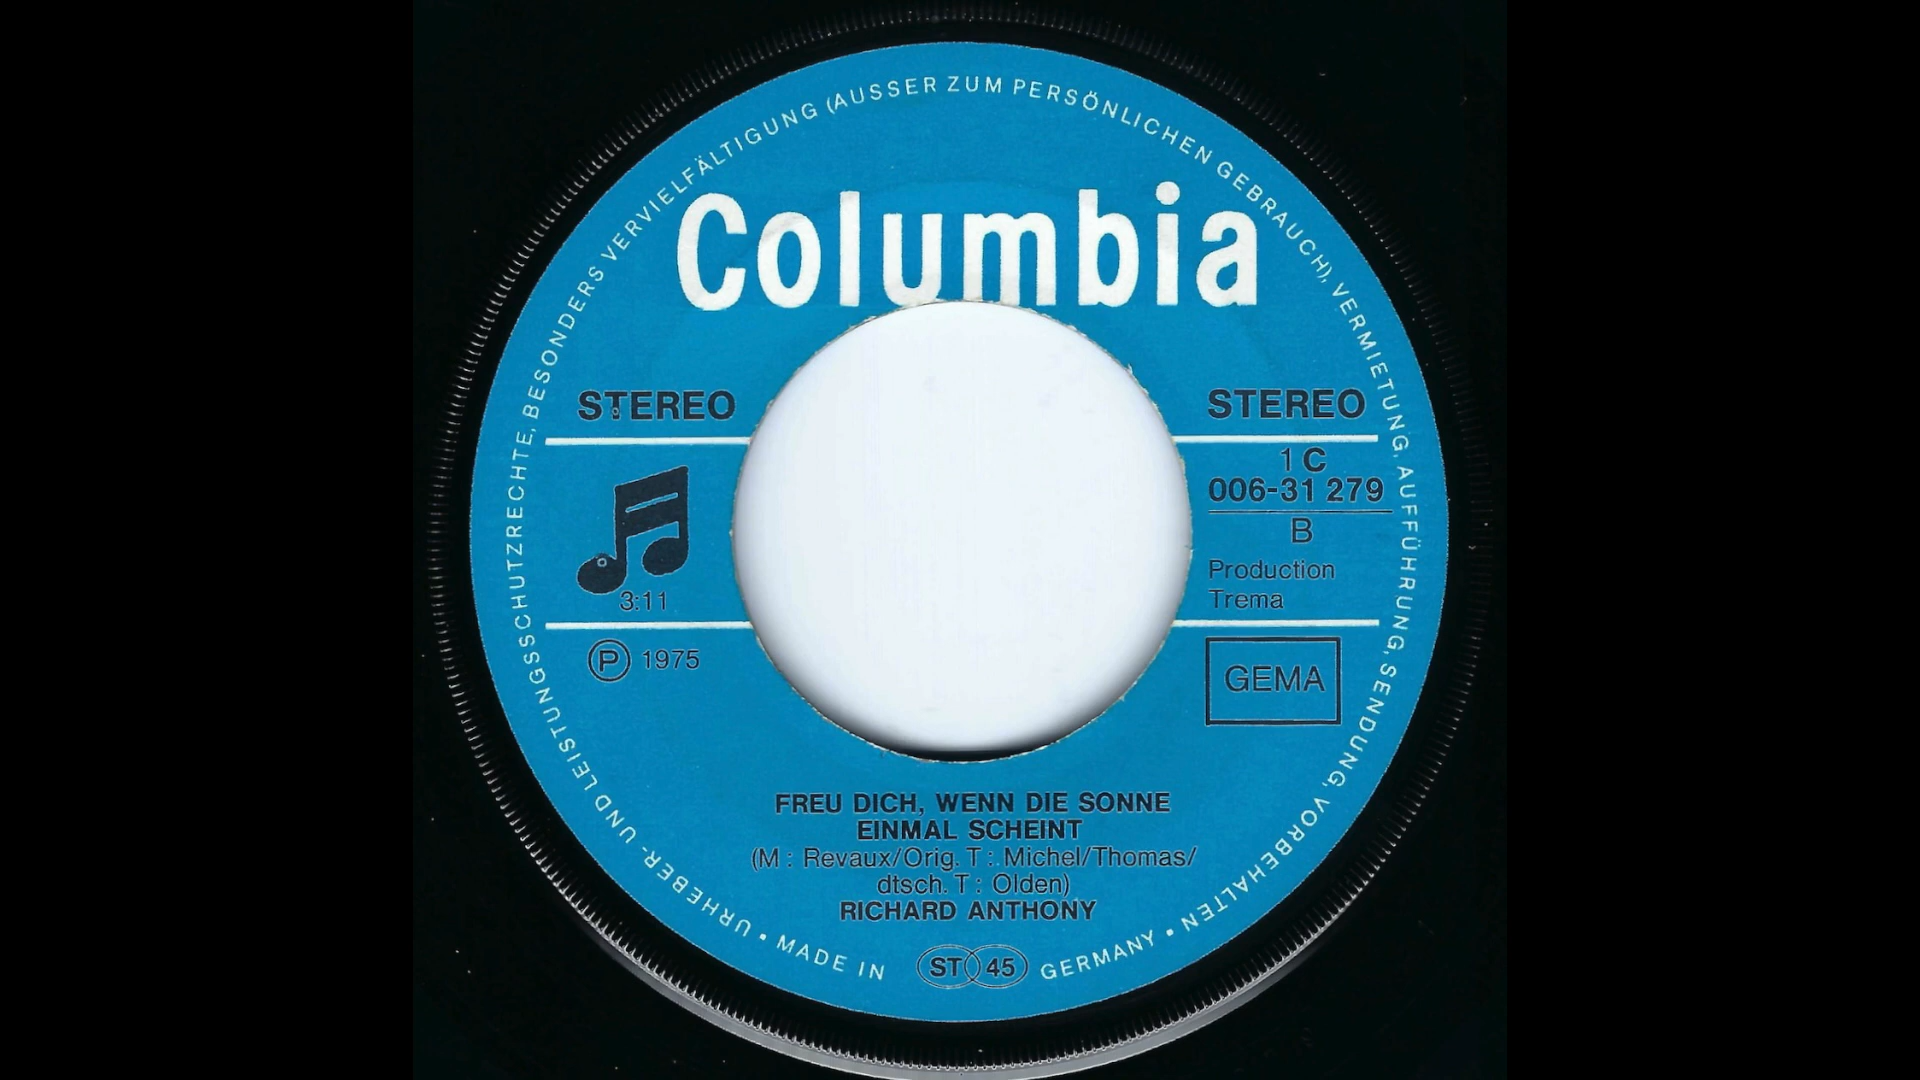 URHEBER- UND LEISTUNGSSCHUTZRECHTE, BESONDERS VERVIELFÄLTIGUNG (AUSSER ZUM PERSÖNLICHEN GEBRAUCH), VERMIETUNG, AUFFÜHRUNG, SENDUNG, VORBEHALTEN •
Columbia
STEREO
STEREO
1 C
006-31 279
B
Production
Trema
3:11
℗ 1975
GEMA
FREU DICH, WENN DIE SONNE
EINMAL SCHEINT
(M : Revaux/Orig. T : Michel/Thomas/
dtsch. T : Olden)
RICHARD ANTHONY
• MADE IN
ST 45
GERMANY